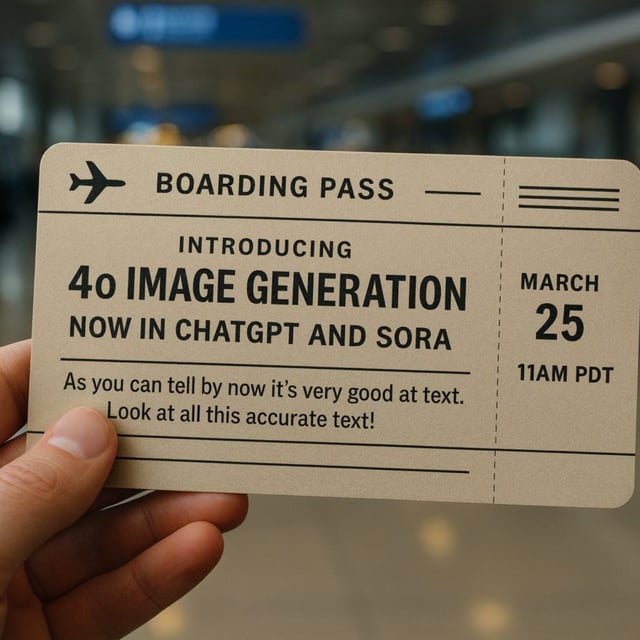 BOARDING PASS
INTRODUCING
4o IMAGE GENERATION
NOW IN CHATGPT AND SORA
As you can tell by now it's very good at text.
Look at all this accurate text!
MARCH
25
11AM PDT